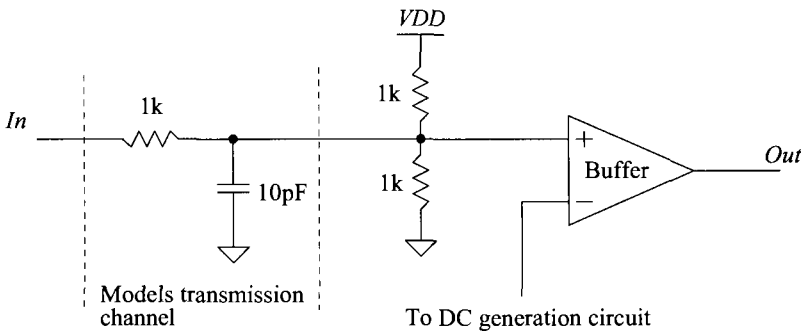 VDD
1k
1k
In
+
Buffer
Out
1k
10pF
−
Models transmission
channel
To DC generation circuit